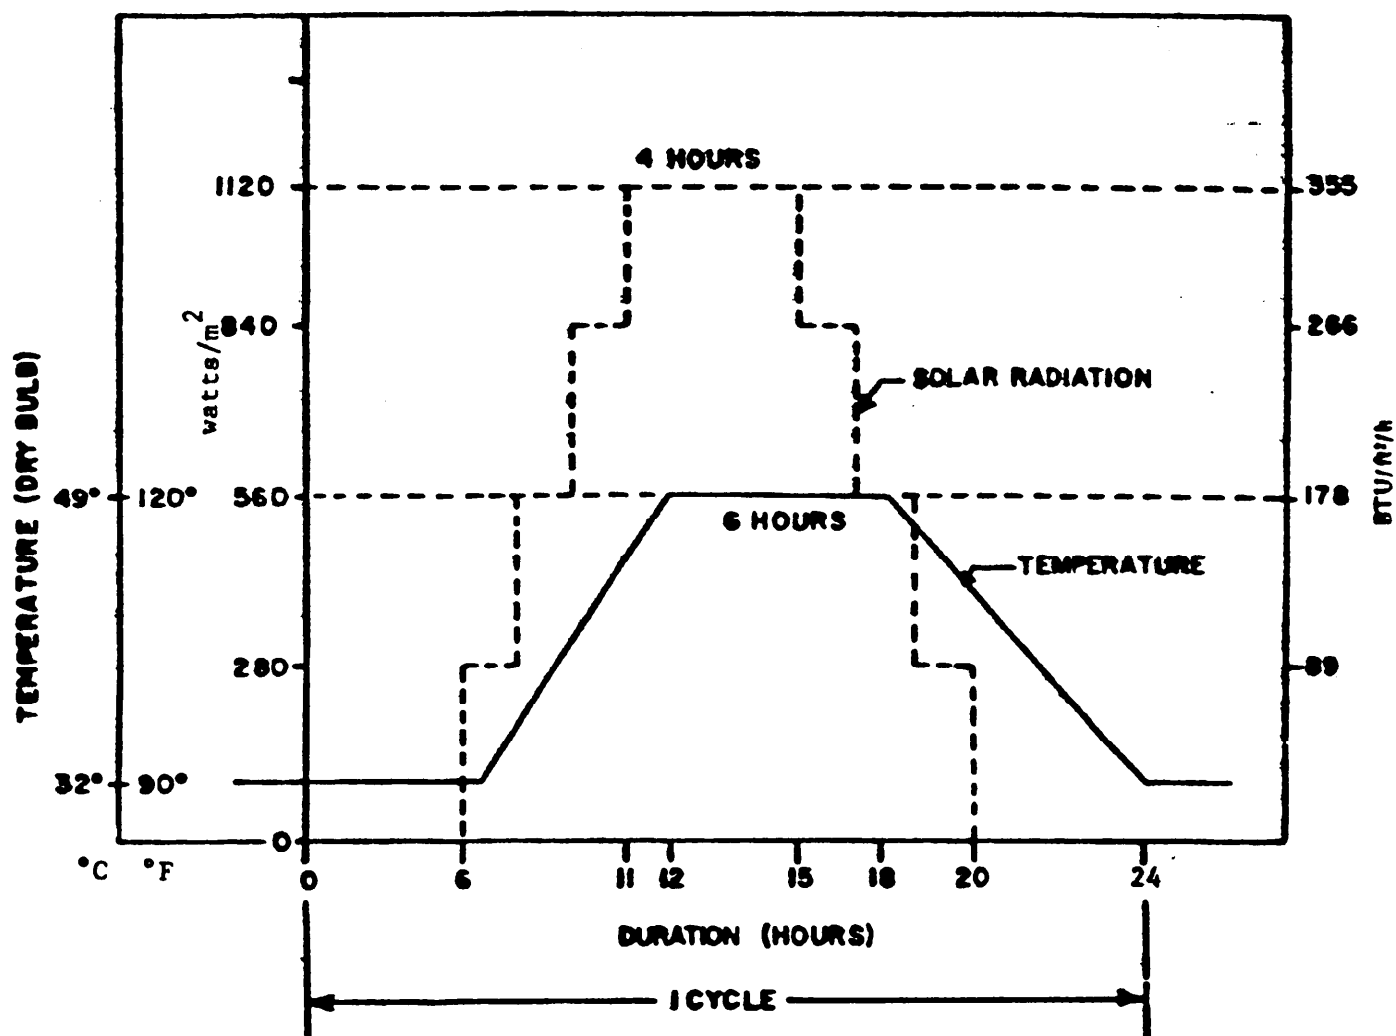 4 HOURS
1120
355
watts/m²
840
266
TEMPERATURE (DRY BULB)
SOLAR RADIATION
BTU/ft²/h
49° 120° 560
178
6 HOURS
TEMPERATURE
280
89
32° 90°
0
°C °F
0 6 11 12 15 18 20 24
DURATION (HOURS)
1 CYCLE